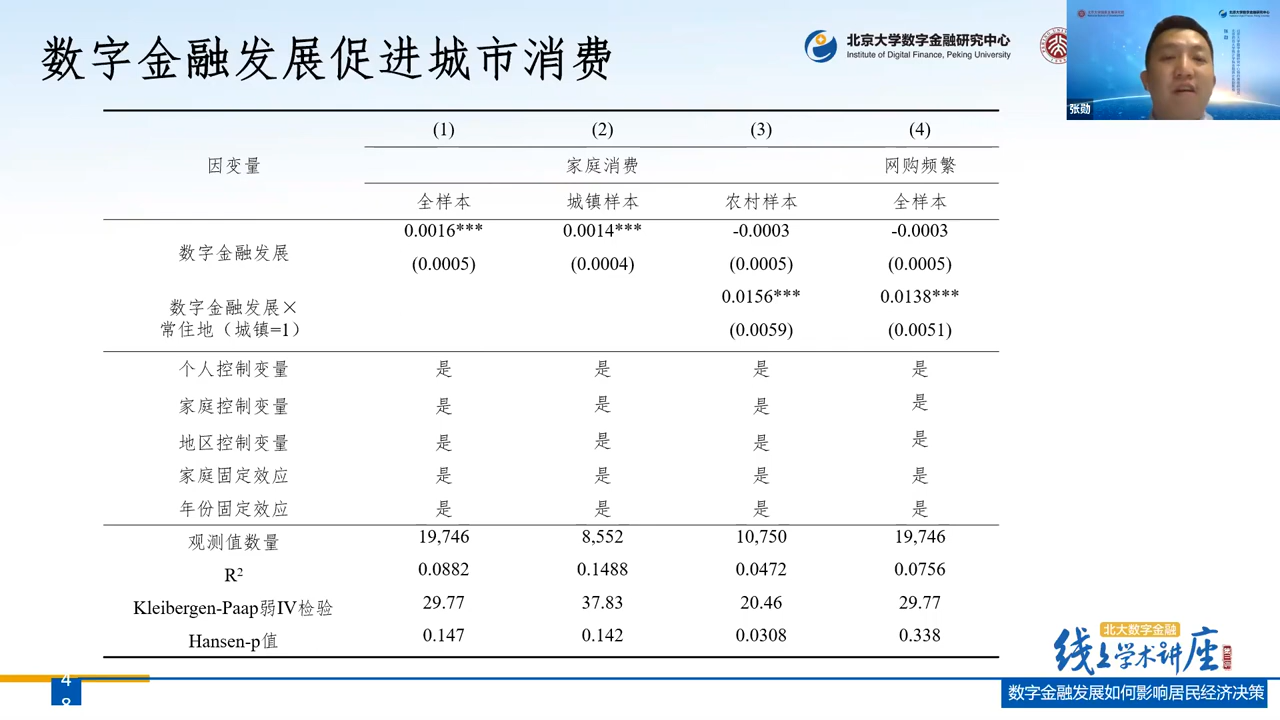 数字金融发展促进城市消费
北京大学数字金融研究中心
Institute of Digital Finance, Peking University
张勋
(1) (2) (3) (4)
因变量 家庭消费 网购频繁
全样本 城镇样本 农村样本 全样本
数字金融发展 0.0016*** 0.0014*** -0.0003 -0.0003
(0.0005) (0.0004) (0.0005) (0.0005)
数字金融发展× 0.0156*** 0.0138***
常住地（城镇=1） (0.0059) (0.0051)
个人控制变量 是 是 是 是
家庭控制变量 是 是 是 是
地区控制变量 是 是 是 是
家庭固定效应 是 是 是 是
年份固定效应 是 是 是 是
观测值数量 19,746 8,552 10,750 19,746
R² 0.0882 0.1488 0.0472 0.0756
Kleibergen-Paap弱IV检验 29.77 37.83 20.46 29.77
Hansen-p值 0.147 0.142 0.0308 0.338
北大数字金融
线上学术讲座
数字金融发展如何影响居民经济决策
48